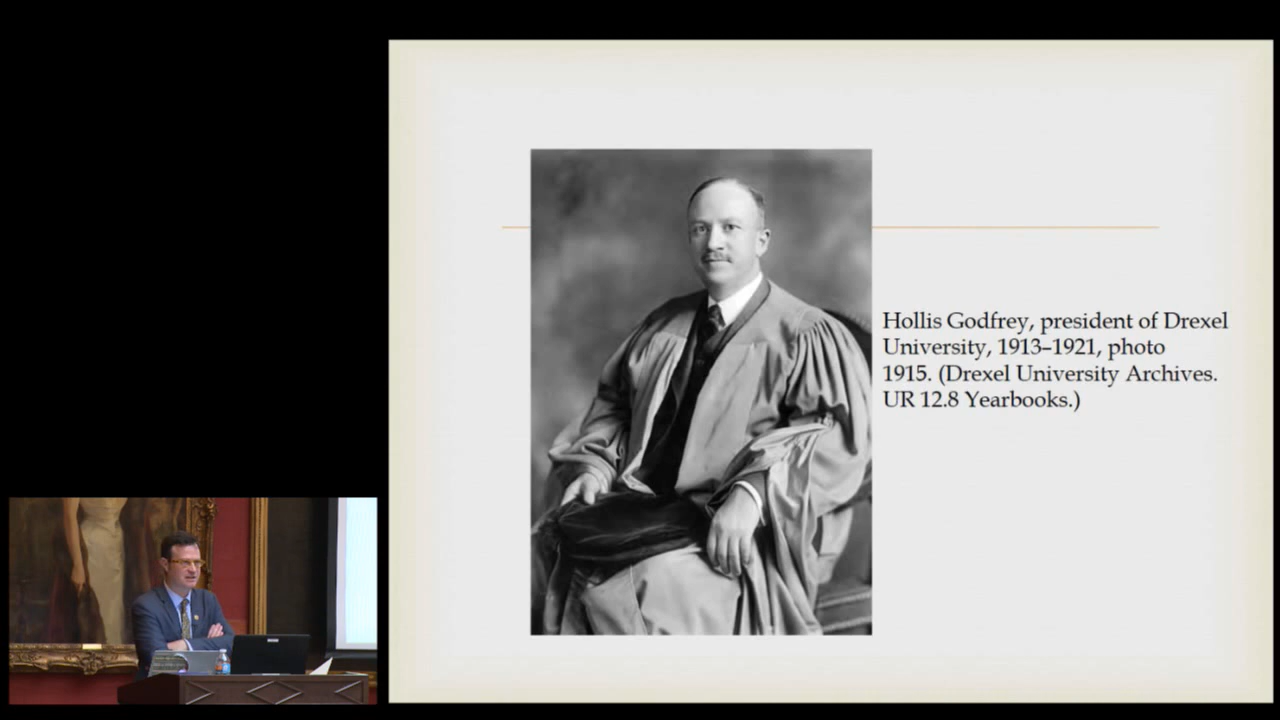 Hollis Godfrey, president of Drexel
University, 1913–1921, photo
1915. (Drexel University Archives.
UR 12.8 Yearbooks.)